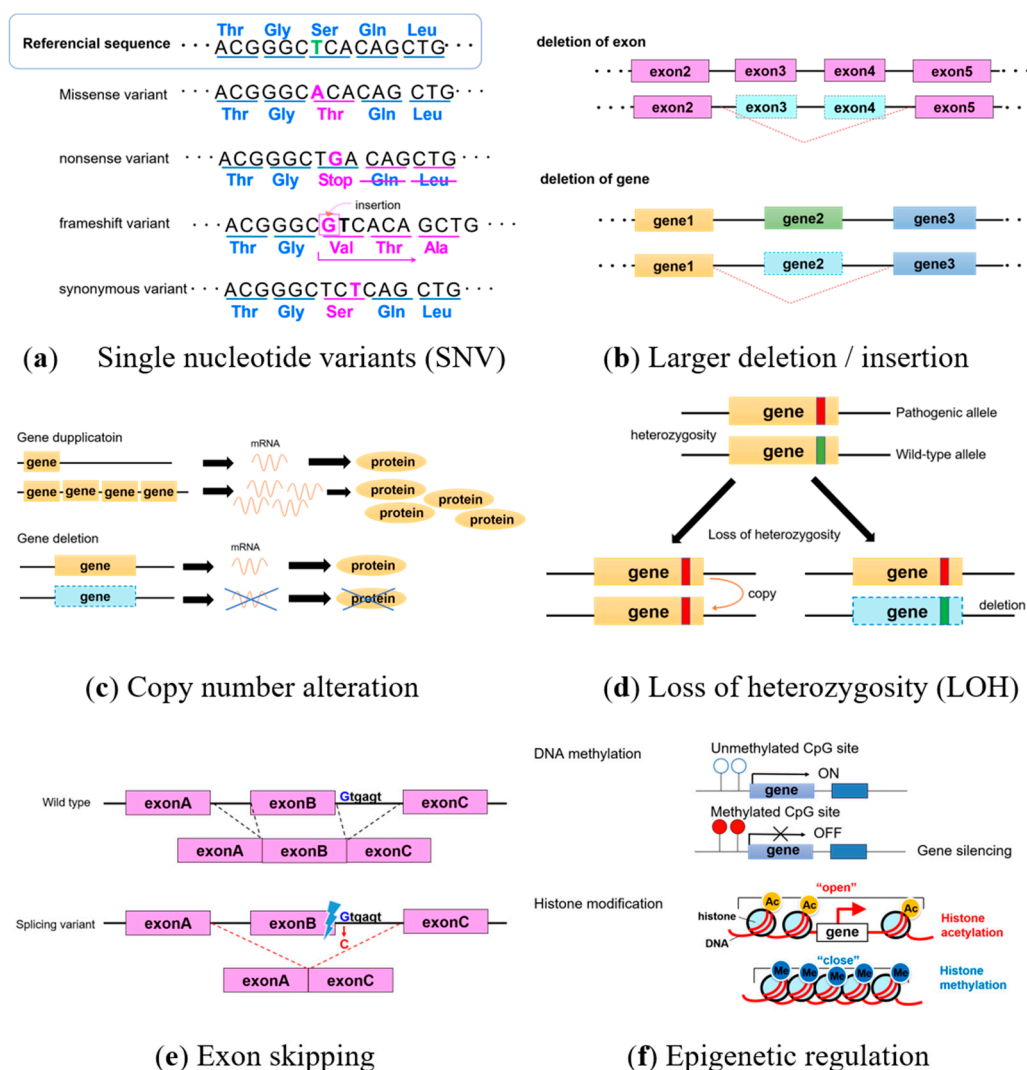 Thr Gly Ser Gln Leu
Referencial sequence · · · ACGGGCTCACAGCTG · · ·
Missense variant · · · ACGGGCACACAG CTG · · ·
Thr Gly Thr Gln Leu
nonsense variant · · · ACGGGCTGA CAGCTG · · ·
Thr Gly Stop Gln Leu
insertion
frameshift variant · · · ACGGGCGTCACA GCTG · · ·
Thr Gly Val Thr Ala
synonymous variant · · · ACGGGCTCTCAG CTG · · ·
Thr Gly Ser Gln Leu
(a) Single nucleotide variants (SNV)
deletion of exon
exon2 exon3 exon4 exon5
exon2 exon3 exon4 exon5
deletion of gene
gene1 gene2 gene3
gene1 gene2 gene3
(b) Larger deletion / insertion
Gene dupplicatoin
mRNA
gene protein
gene gene gene gene protein
protein
protein
protein
Gene deletion
mRNA
gene protein
gene protein
(c) Copy number alteration
gene Pathogenic allele
heterozygosity
gene Wild-type allele
Loss of heterozygosity
gene gene
copy
gene gene deletion
(d) Loss of heterozygosity (LOH)
Wild type exonA exonB Gtgagt exonC
exonA exonB exonC
Splicing variant exonA exonB Gtgagt exonC
C
exonA exonC
(e) Exon skipping
DNA methylation
Unmethylated CpG site
ON
gene
Methylated CpG site
OFF
gene Gene silencing
Histone modification
"open"
Ac Ac Ac
histone
gene
DNA
Histone
acetylation
"close"
Me Me Me Me Me
Histone
methylation
(f) Epigenetic regulation